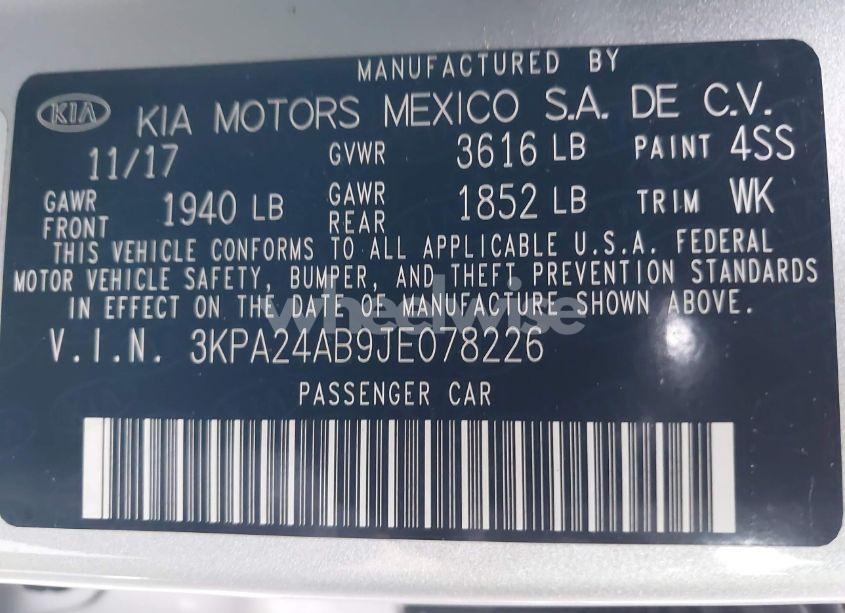 MANUFACTURED BY
KIA KIA MOTORS MEXICO S.A. DE C.V.
11/17 GVWR 3616 LB PAINT 4SS
GAWR FRONT 1940 LB GAWR REAR 1852 LB TRIM WK
THIS VEHICLE CONFORMS TO ALL APPLICABLE U.S.A. FEDERAL
MOTOR VEHICLE SAFETY, BUMPER, AND THEFT PREVENTION STANDARDS
IN EFFECT ON THE DATE OF MANUFACTURE SHOWN ABOVE.
wheelwise
V.I.N. 3KPA24AB9JE078226
PASSENGER CAR